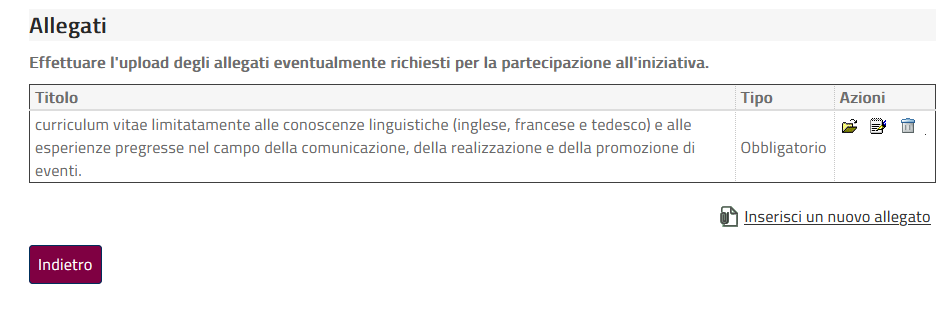 Allegati
Effettuare l'upload degli allegati eventualmente richiesti per la partecipazione all'iniziativa.
Titolo Tipo Azioni
curriculum vitae limitatamente alle conoscenze linguistiche (inglese, francese e tedesco) e alle
esperienze pregresse nel campo della comunicazione, della realizzazione e della promozione di
eventi.
Obbligatorio
.
Inserisci un nuovo allegato
Indietro